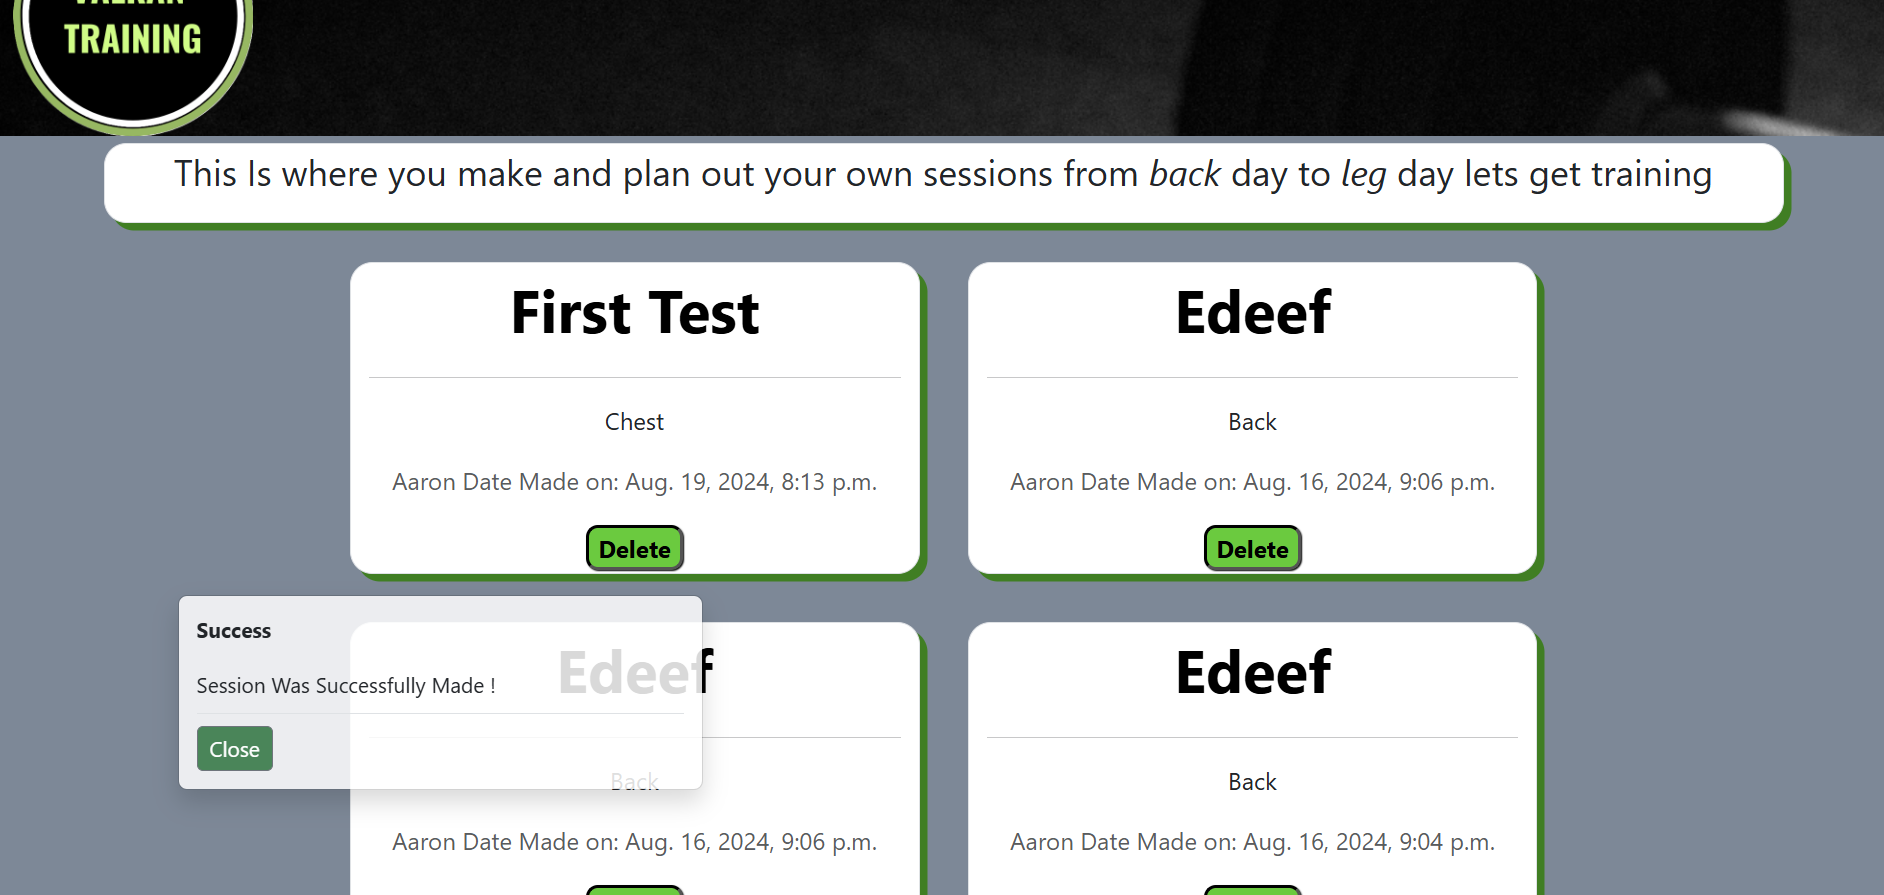 TRAINING
This Is where you make and plan out your own sessions from back day to leg day lets get training
First Test
Chest
Aaron Date Made on: Aug. 19, 2024, 8:13 p.m.
Delete
Edeef
Back
Aaron Date Made on: Aug. 16, 2024, 9:06 p.m.
Delete
Success
Session Was Successfully Made !
Close
Edeef
Back
Aaron Date Made on: Aug. 16, 2024, 9:06 p.m.
Edeef
Back
Aaron Date Made on: Aug. 16, 2024, 9:04 p.m.